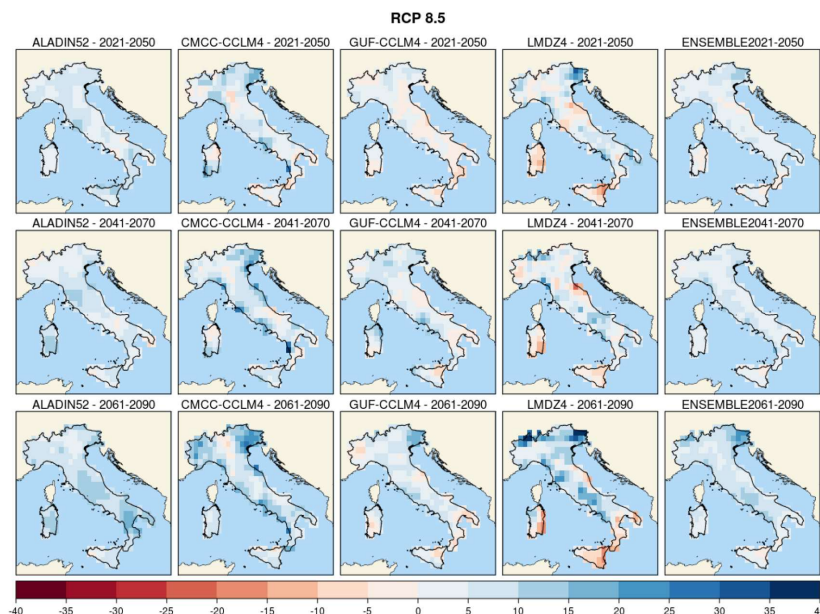 RCP 8.5
ALADIN52 - 2021-2050 CMCC-CCLM4 - 2021-2050 GUF-CCLM4 - 2021-2050 LMDZ4 - 2021-2050 ENSEMBLE2021-2050
ALADIN52 - 2041-2070 CMCC-CCLM4 - 2041-2070 GUF-CCLM4 - 2041-2070 LMDZ4 - 2041-2070 ENSEMBLE2041-2070
ALADIN52 - 2061-2090 CMCC-CCLM4 - 2061-2090 GUF-CCLM4 - 2061-2090 LMDZ4 - 2061-2090 ENSEMBLE2061-2090
-40 -35 -30 -25 -20 -15 -10 -5 0 5 10 15 20 25 30 35 4